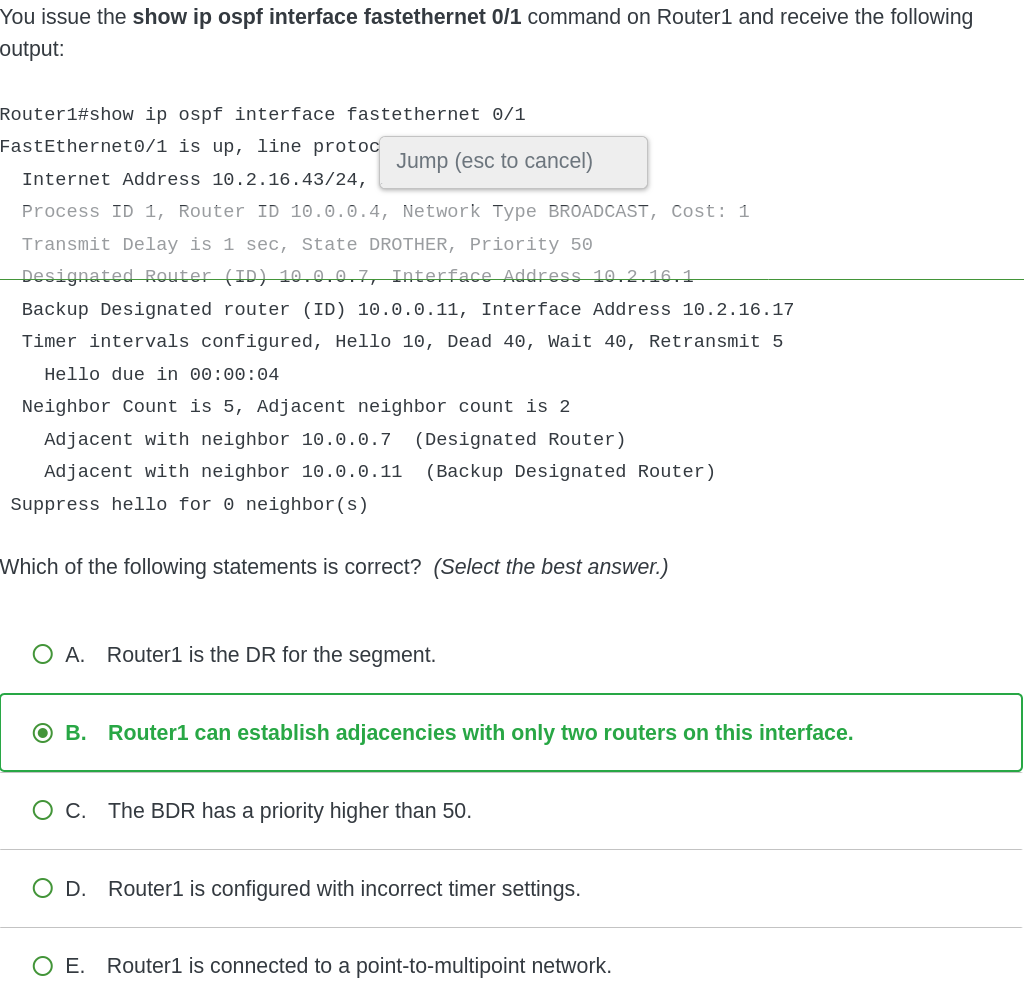 You issue the show ip ospf interface fastethernet 0/1 command on Router1 and receive the following
output:
Router1#show ip ospf interface fastethernet 0/1
FastEthernet0/1 is up, line protoc
Jump (esc to cancel)
  Internet Address 10.2.16.43/24,
  Process ID 1, Router ID 10.0.0.4, Network Type BROADCAST, Cost: 1
  Transmit Delay is 1 sec, State DROTHER, Priority 50
  Designated Router (ID) 10.0.0.7, Interface Address 10.2.16.1
  Backup Designated router (ID) 10.0.0.11, Interface Address 10.2.16.17
  Timer intervals configured, Hello 10, Dead 40, Wait 40, Retransmit 5
    Hello due in 00:00:04
  Neighbor Count is 5, Adjacent neighbor count is 2
    Adjacent with neighbor 10.0.0.7  (Designated Router)
    Adjacent with neighbor 10.0.0.11  (Backup Designated Router)
 Suppress hello for 0 neighbor(s)
Which of the following statements is correct?  (Select the best answer.)
A. Router1 is the DR for the segment.
B. Router1 can establish adjacencies with only two routers on this interface.
C. The BDR has a priority higher than 50.
D. Router1 is configured with incorrect timer settings.
E. Router1 is connected to a point-to-multipoint network.